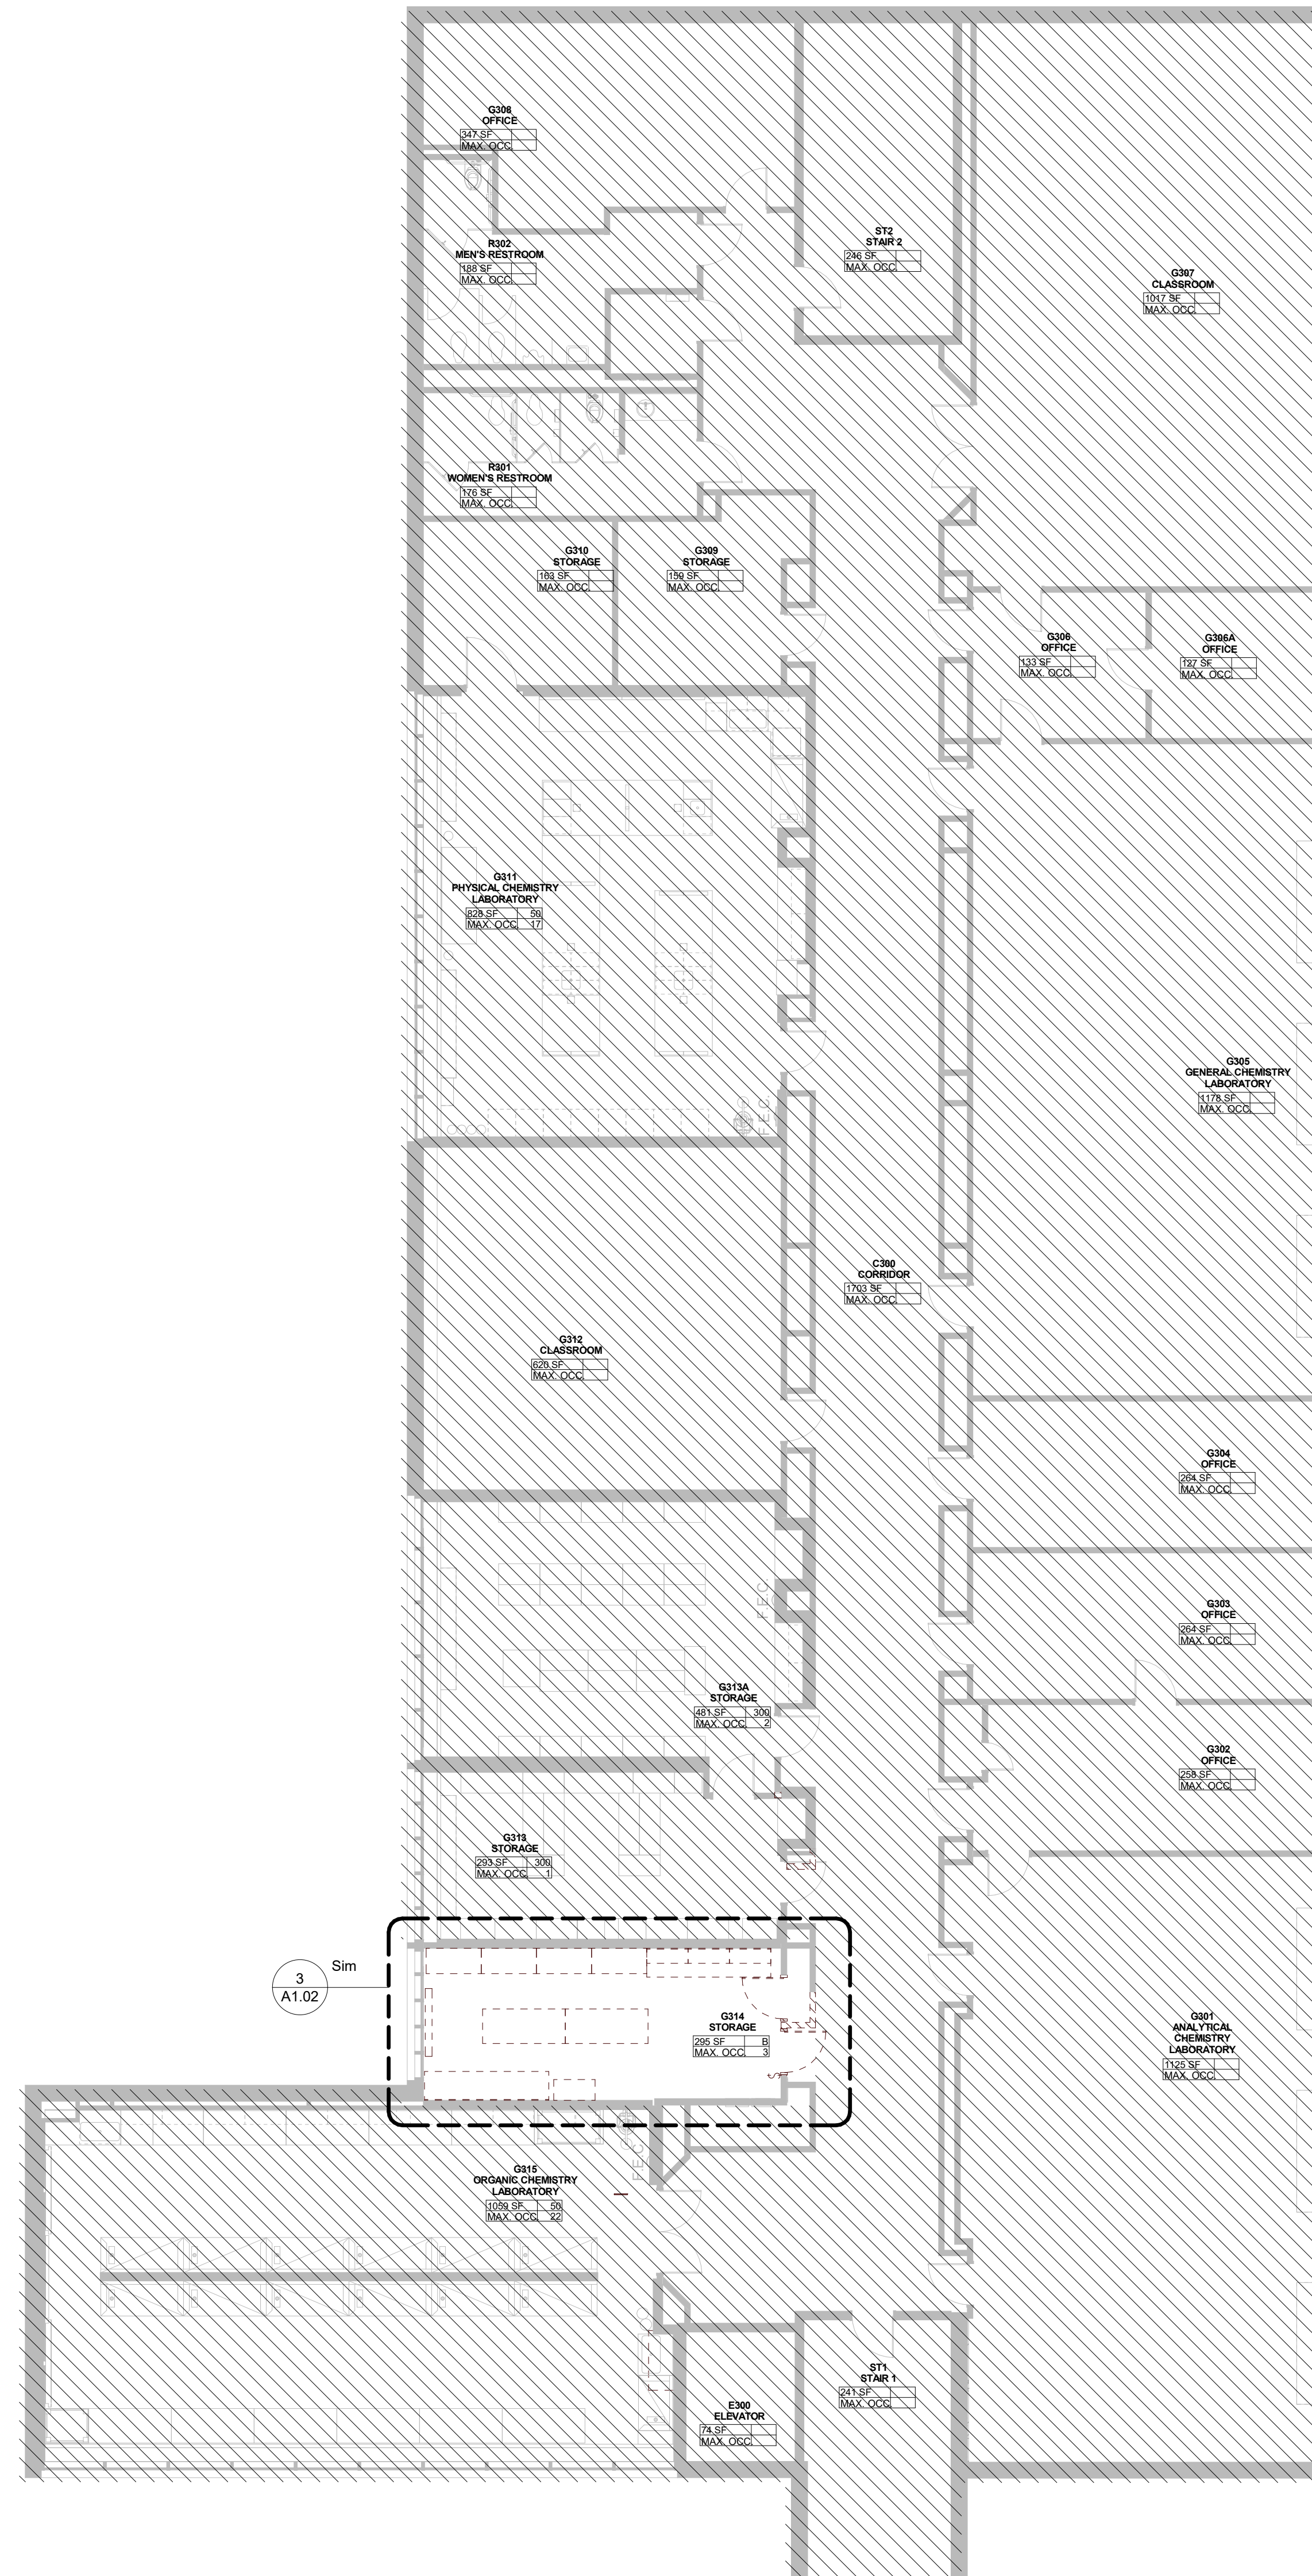 G308
OFFICE
347 SF
MAX. OCC.
R302
MEN'S RESTROOM
188 SF
MAX. OCC.
ST2
STAIR 2
246 SF
MAX. OCC.
G307
CLASSROOM
1017 SF
MAX. OCC.
R301
WOMEN'S RESTROOM
176 SF
MAX. OCC.
G310
STORAGE
163 SF
MAX. OCC.
G309
STORAGE
159 SF
MAX. OCC.
G306
OFFICE
133 SF
MAX. OCC.
G306A
OFFICE
127 SF
MAX. OCC.
G311
PHYSICAL CHEMISTRY
LABORATORY
828 SF 50
MAX. OCC. 17
F.E.C.
G305
GENERAL CHEMISTRY
LABORATORY
1178 SF
MAX. OCC.
C300
CORRIDOR
1703 SF
MAX. OCC.
G312
CLASSROOM
620 SF
MAX. OCC.
G304
OFFICE
264 SF
MAX. OCC.
F.E.C.
G303
OFFICE
264 SF
MAX. OCC.
G313A
STORAGE
481 SF 300
MAX. OCC. 2
G302
OFFICE
258 SF
MAX. OCC.
G313
STORAGE
293 SF 300
MAX. OCC. 1
3
A1.02
Sim
G314
STORAGE
295 SF B
MAX. OCC. 3
G301
ANALYTICAL
CHEMISTRY
LABORATORY
1125 SF
MAX. OCC.
F.E.C.
G315
ORGANIC CHEMISTRY
LABORATORY
1059 SF 50
MAX. OCC. 22
ST1
STAIR 1
241 SF
MAX. OCC.
E300
ELEVATOR
74 SF
MAX. OCC.